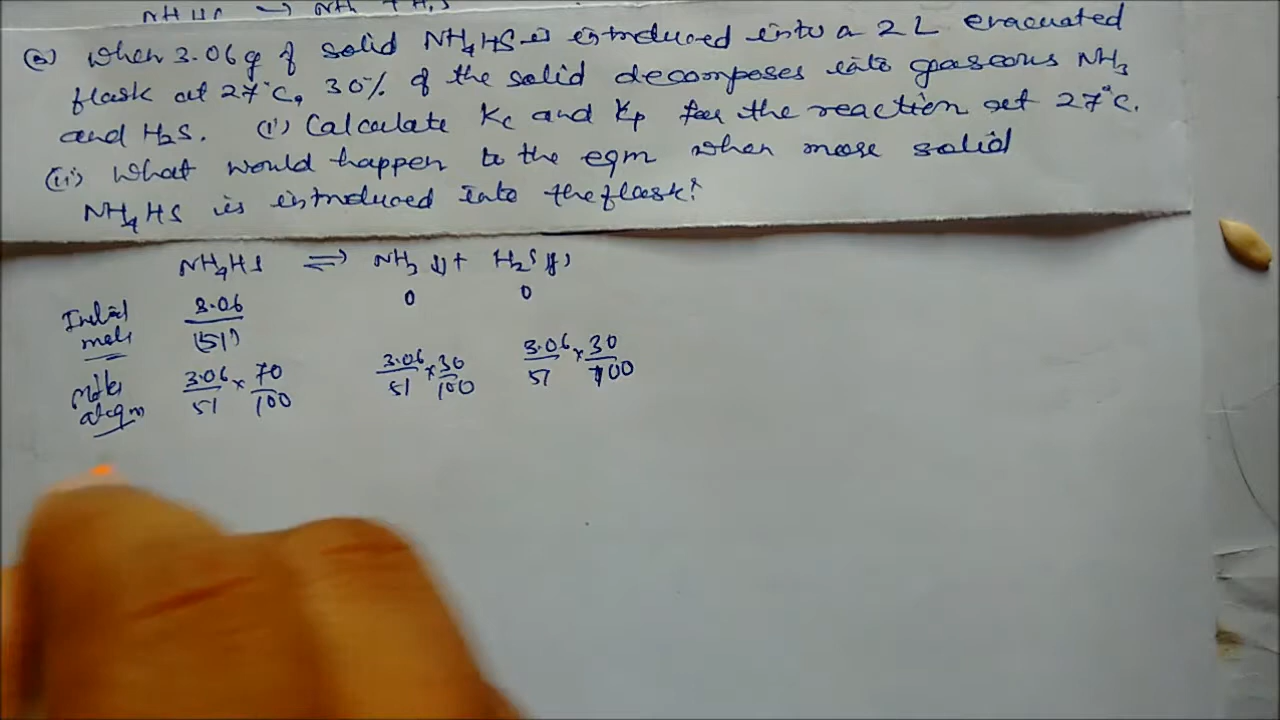 (a) When 3.06g of solid NH4HS is introduced into a 2 L evacuated
flask at 27°C, 30% of the solid decomposes into gaseous NH3
and H2S. (i) Calculate Kc and Kp for the reaction at 27°C.
(ii) What would happen to the eqm when more solid
NH4HS is introduced into the flask?
NH4HS ⇌ NH3 (g) + H2S (g)
Initial moles 3.06/(51) 0 0
at eqm 3.06/51 × 70/100 3.06/51 × 30/100 3.06/51 × 30/100